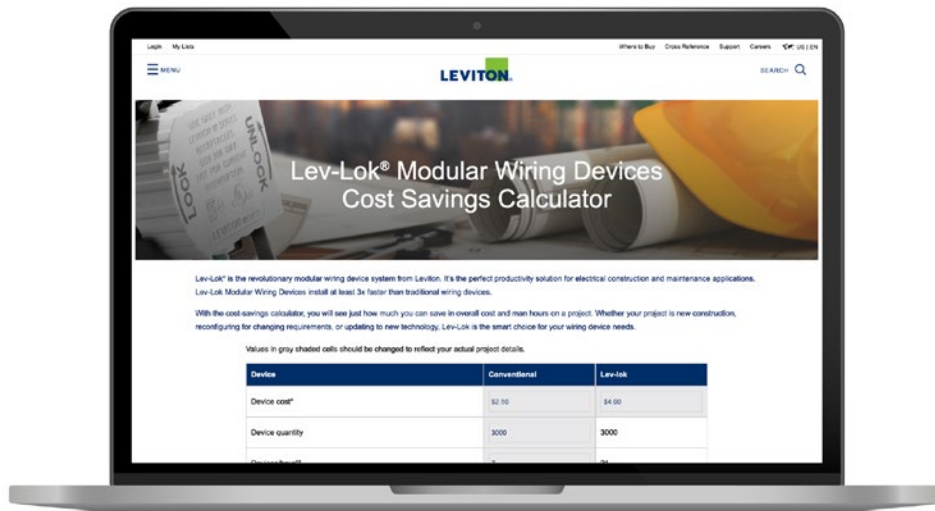 Login My Lists Where to Buy Cross Reference Support Careers US | EN
MENU LEVITON. SEARCH
LOCK
UNLOCK
Lev-Lok® Modular Wiring Devices
Cost Savings Calculator
Lev-Lok® is the revolutionary modular wiring device system from Leviton. It's the perfect productivity solution for electrical construction and maintenance applications.
Lev-Lok Modular Wiring Devices install at least 3x faster than traditional wiring devices.
With the cost-savings calculator, you will see just how much you can save in overall cost and man hours on a project. Whether your project is new construction,
reconfiguring for changing requirements, or updating to new technology, Lev-Lok is the smart choice for your wiring device needs.
Values in gray shaded cells should be changed to reflect your actual project details.
Device Conventional Lev-lok
Device cost* $2.50 $4.00
Device quantity 3000 3000